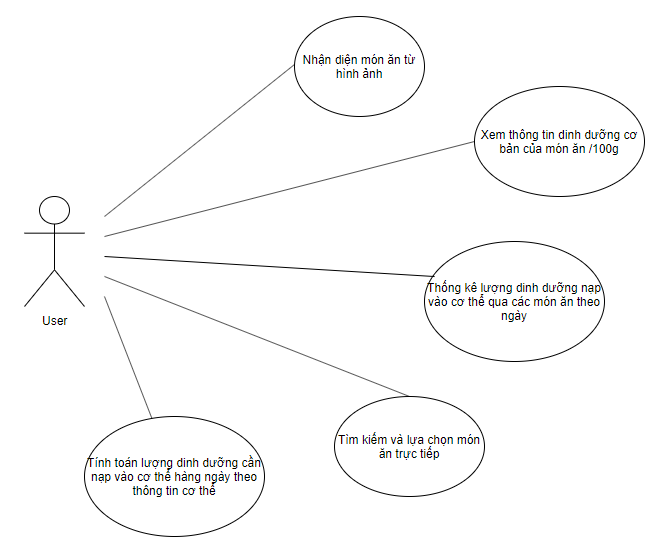 Nhận diện món ăn từ
hình ảnh
Xem thông tin dinh dưỡng cơ
bản của món ăn /100g
User
Thống kê lượng dinh dưỡng nạp
vào cơ thể qua các món ăn theo
ngày
Tìm kiếm và lựa chọn món
ăn trực tiếp
Tính toán lượng dinh dưỡng cần
nạp vào cơ thể hàng ngày theo
thông tin cơ thể